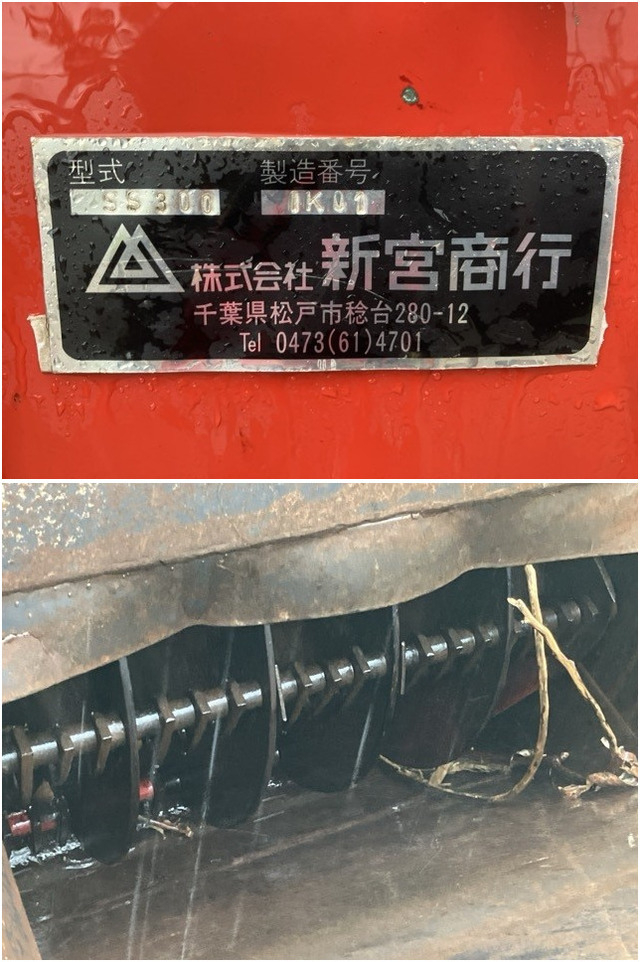 型式 製造番号
SS300 1K01
株式会社 新宮商行
千葉県松戸市稔台280-12
Tel 0473(61)4701